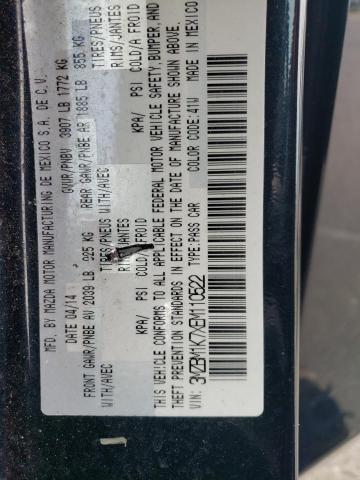 MFD. BY MAZDA MOTOR MANUFACTURING DE MEXICO S.A. DE C.V.
DATE 04/14 GVWR/PNBV 3907 LB 1772 KG
FRONT GAWR/PNBE AV 2039 LB 925 KG REAR GAWR/PNBE AR 1885 LB 855 KG
WITH/AVEC TIRES/PNEUS WITH/AVEC TIRES/PNEUS
RIMS/JANTES RIMS/JANTES
KPA/ PSI COLD/A FROID KPA/ PSI COLD/A FROID
THIS VEHICLE CONFORMS TO ALL APPLICABLE FEDERAL MOTOR VEHICLE SAFETY, BUMPER, AND
THEFT PREVENTION STANDARDS IN EFFECT ON THE DATE OF MANUFACTURE SHOWN ABOVE.
VIN: 3MZBM1K7XEM110522 TYPE:PASS CAR COLOR CODE:41W MADE IN MEXICO